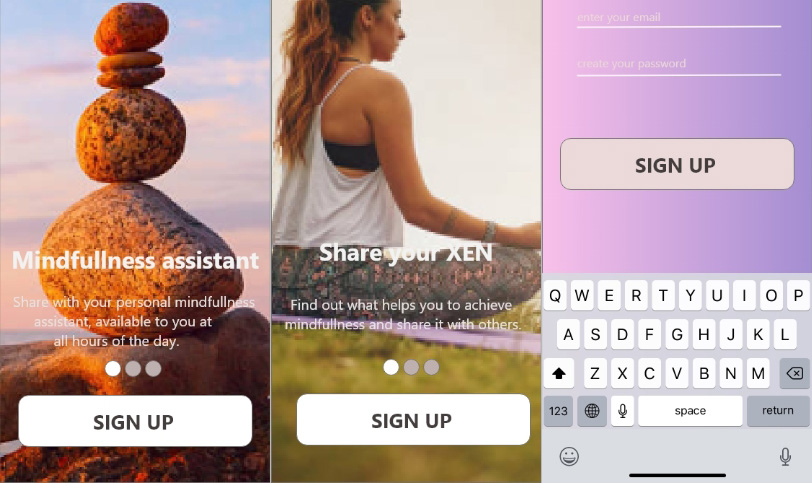 Mindfulness assistant
Share with your personal mindfullness
assistant, available to you at
all hours of the day.
SIGN UP
Share your XEN
Find out what helps you to achieve
mindfullness and share it with others.
SIGN UP
enter your email
create your password
SIGN UP
Q W E R T Y U I O P
A S D F G H J K L
Z X C V B N M
123 space return